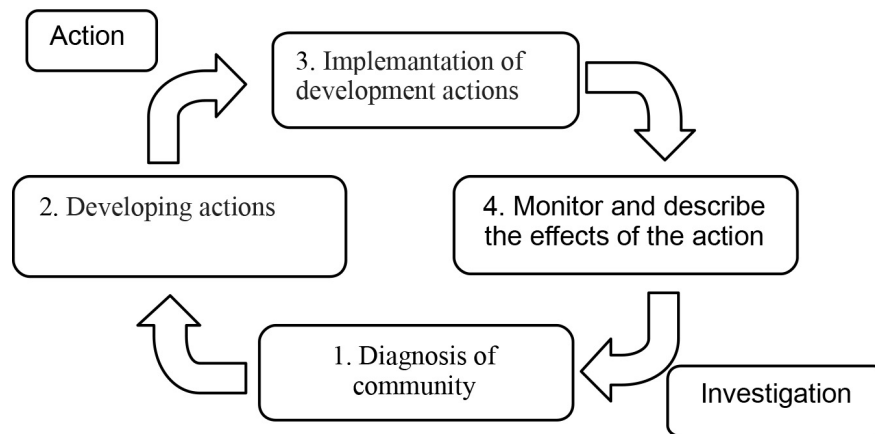 Action
3. Implemantation of
development actions
2. Developing actions
4. Monitor and describe
the effects of the action
1. Diagnosis of
community
Investigation